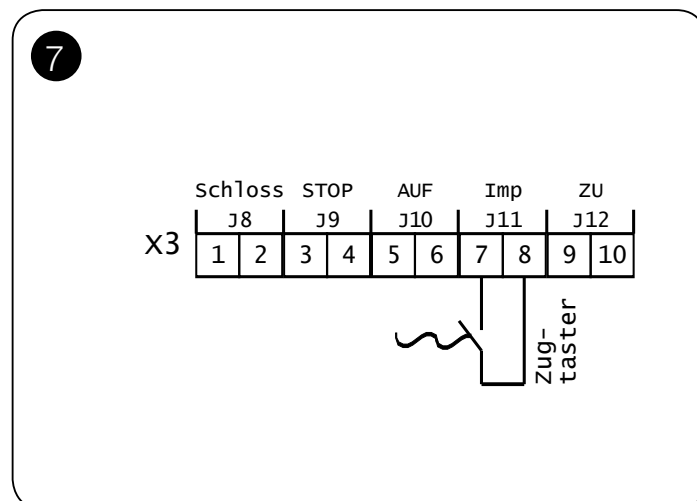 7
Schloss STOP AUF Imp ZU
J8 J9 J10 J11 J12
X3 1 2 3 4 5 6 7 8 9 10
Zug-
taster